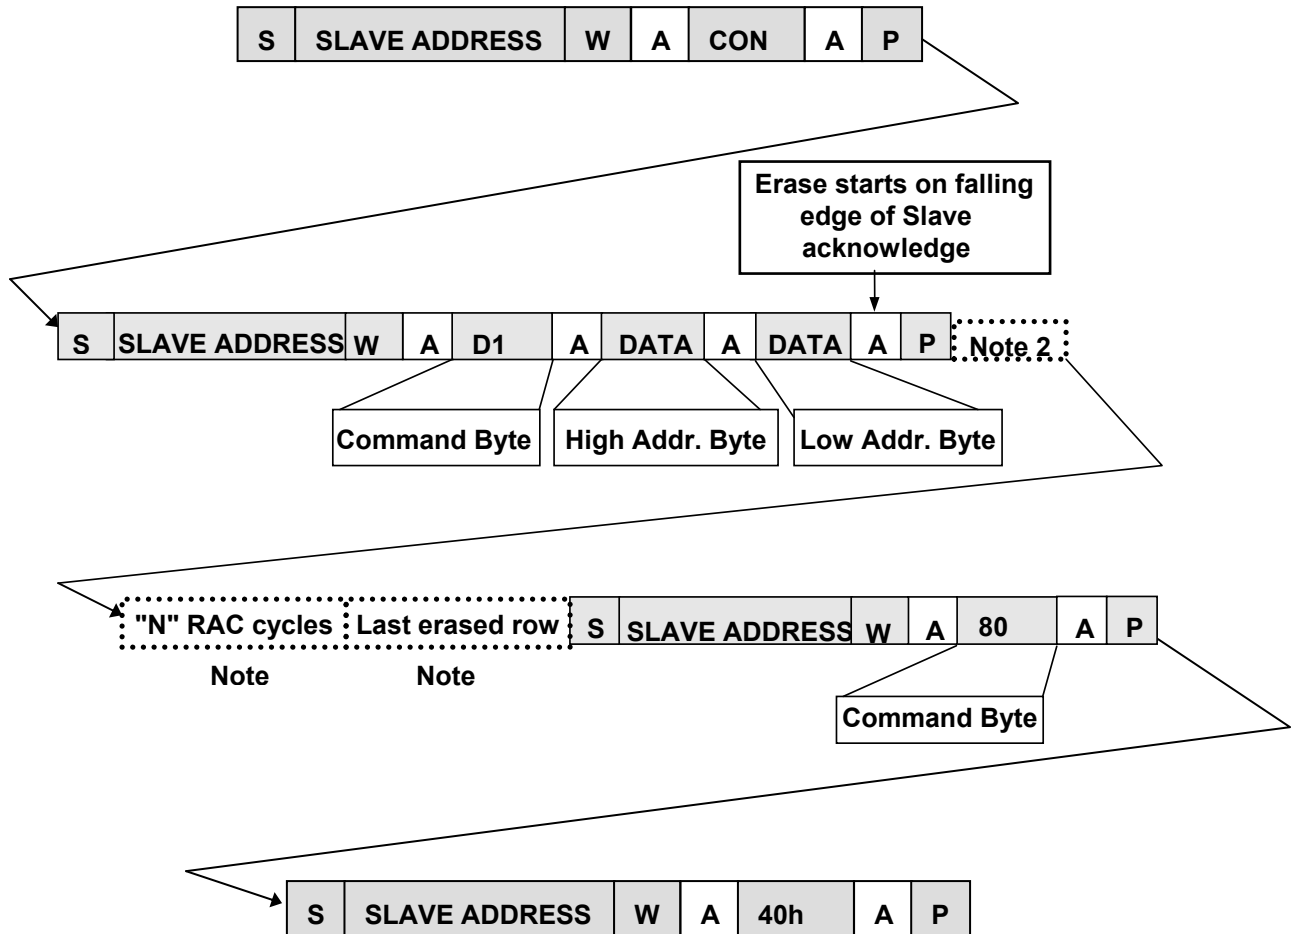 S SLAVE ADDRESS W A CON A P
Erase starts on falling
edge of Slave
acknowledge
S SLAVE ADDRESS W A D1 A DATA A DATA A P Note 2
Command Byte High Addr. Byte Low Addr. Byte
"N" RAC cycles Last erased row S SLAVE ADDRESS W A 80 A P
Note Note
Command Byte
S SLAVE ADDRESS W A 40h A P